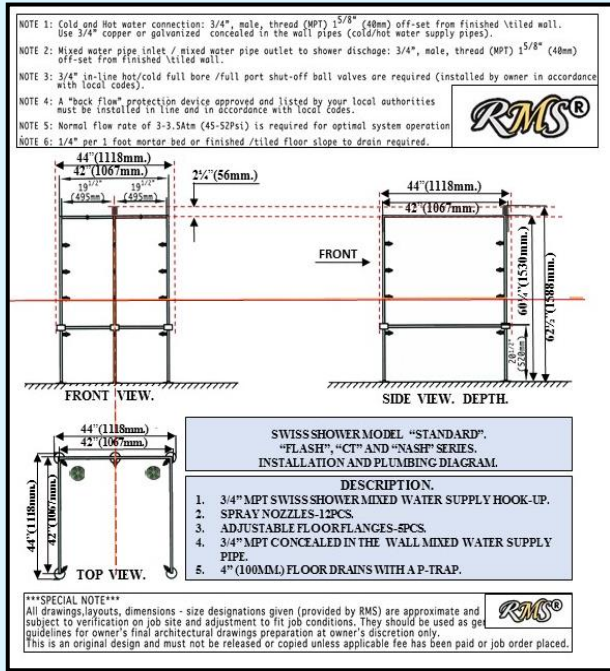 NOTE 1: Cold and Hot water connection: 3/4", male, thread (MPT) 1 5/8" (40mm) off-set from finished \tiled wall.
Use 3/4" copper or galvanized concealed in the wall pipes (cold/hot water supply pipes).
NOTE 2: Mixed water pipe inlet / mixed water pipe outlet to shower dischage: 3/4", male, thread (MPT) 1 5/8" (40mm)
off-set from finished \tiled wall.
NOTE 3: 3/4" in-line hot/cold full bore /full port shut-off ball valves are required (installed by owner in accordance
with local codes).
NOTE 4: A "back flow" protection device approved and listed by your local authorities
must be installed in line and in accordance with local codes.
NOTE 5: Normal flow rate of 3-3.5Atm (45-52Psi) is required for optimal system operation
NOTE 6: 1/4" per 1 foot mortar bed or finished /tiled floor slope to drain required.
RMS®
44"(1118mm.)
42"(1067mm.)
19 1/2" 19 1/2"
(495mm) (495mm)
2¼"(56mm.)
FRONT VIEW.
44"(1118mm.)
42"(1067mm.)
FRONT
60¼"(1530mm.)
62½"(1588mm.)
20 1/2"
(520mm)
SIDE VIEW. DEPTH.
44"(1118mm.)
42"(1067mm.)
44"(1118mm.)
42"(1067mm.)
TOP VIEW.
SWISS SHOWER MODEL "STANDARD".
"FLASH", "CT" AND "NASH" SERIES.
INSTALLATION AND PLUMBING DIAGRAM.
DESCRIPTION.
1. 3/4" MPT SWISS SHOWER MIXED WATER SUPPLY HOOK-UP.
2. SPRAY NOZZLES-12PCS.
3. ADJUSTABLE FLOOR FLANGES-5PCS.
4. 3/4" MPT CONCEALED IN THE WALL MIXED WATER SUPPLY
PIPE.
5. 4" (100MM.) FLOOR DRAINS WITH A P-TRAP.
***SPECIAL NOTE***
All drawings,layouts, dimensions - size designations given (provided by RMS) are approximate and
subject to verification on job site and adjustment to fit job conditions. They should be used as
guidelines for owner's final architectural drawings preparation at owner's discretion only.
This is an original design and must not be released or copied unless applicable fee has been paid or job order placed.
RMS®